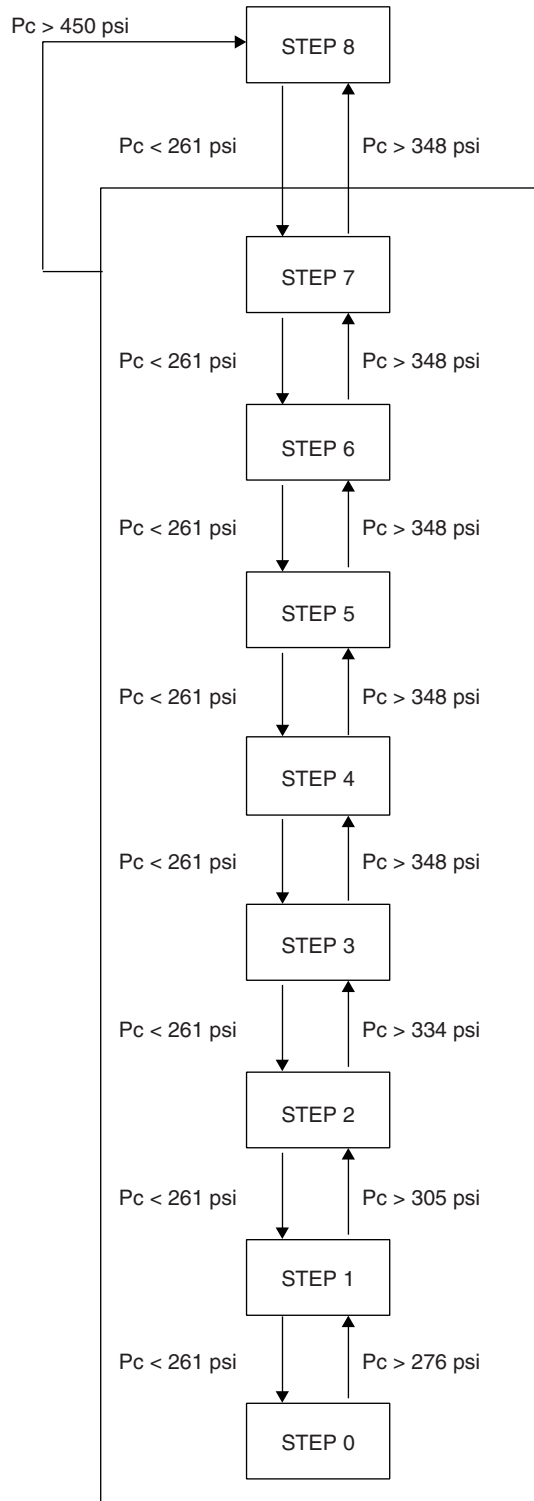 Pc > 450 psi
STEP 8
Pc < 261 psi
Pc > 348 psi
STEP 7
Pc < 261 psi
Pc > 348 psi
STEP 6
Pc < 261 psi
Pc > 348 psi
STEP 5
Pc < 261 psi
Pc > 348 psi
STEP 4
Pc < 261 psi
Pc > 348 psi
STEP 3
Pc < 261 psi
Pc > 334 psi
STEP 2
Pc < 261 psi
Pc > 305 psi
STEP 1
Pc < 261 psi
Pc > 276 psi
STEP 0